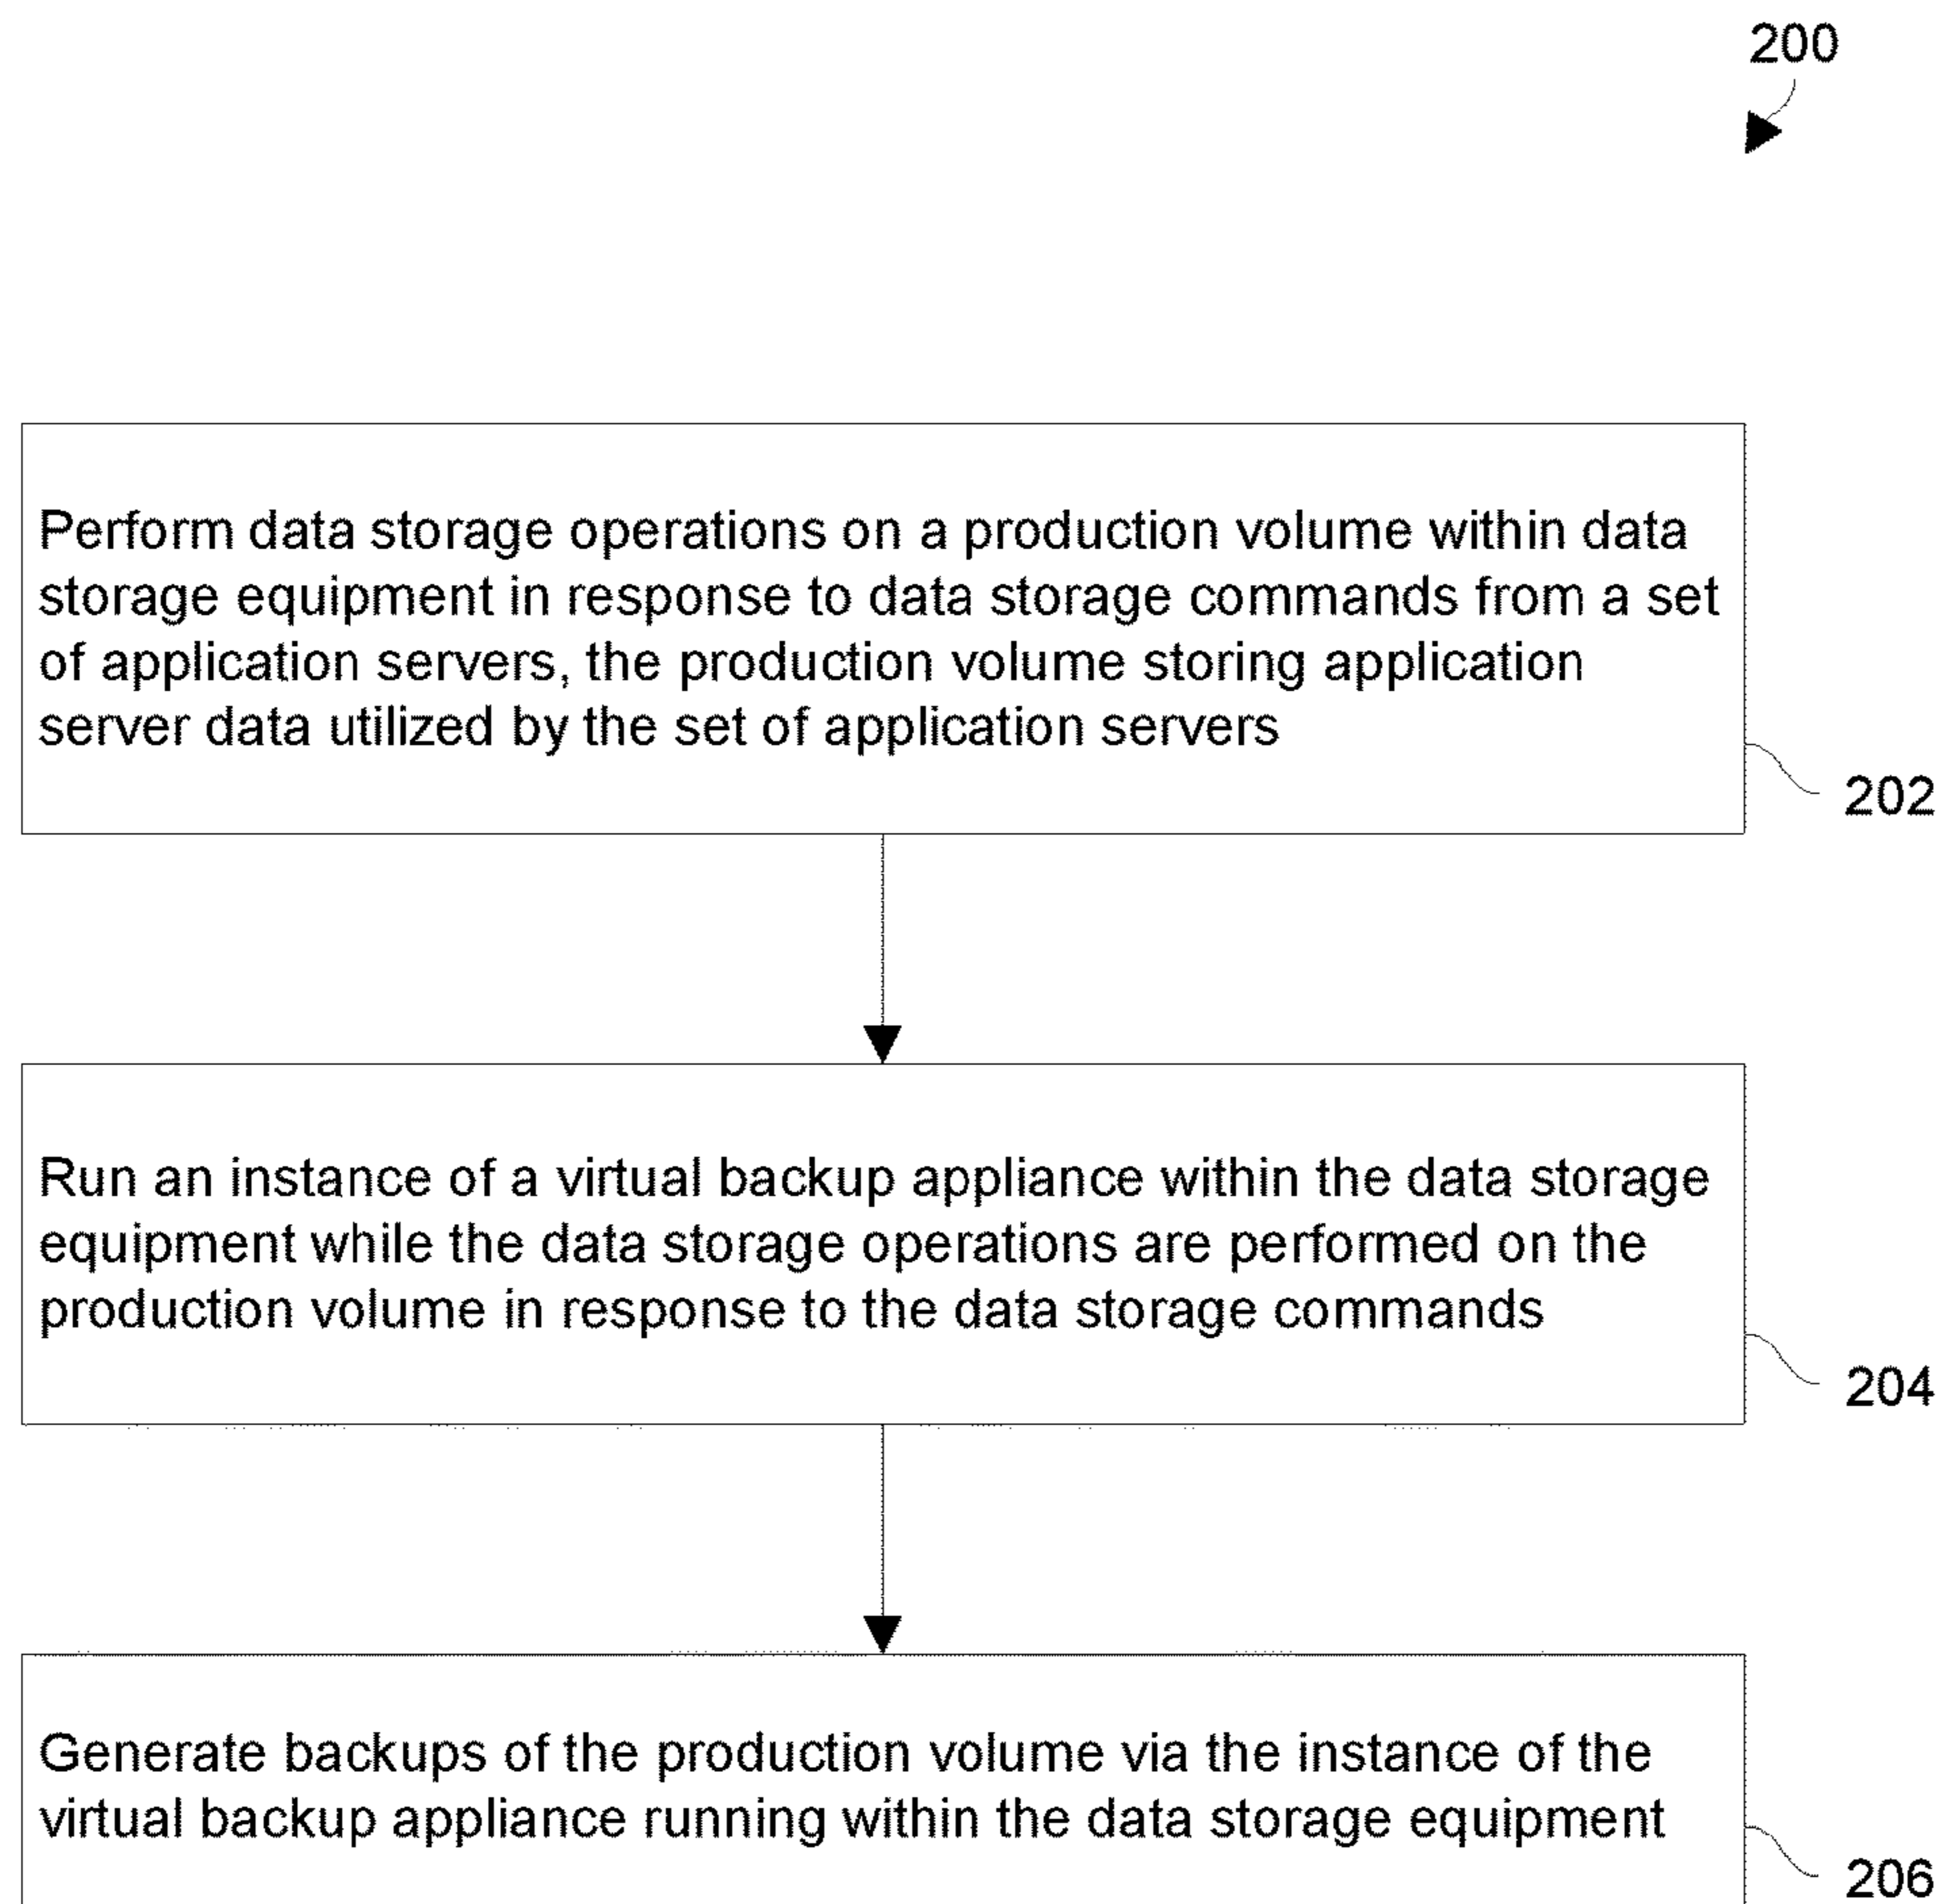 200
Perform data storage operations on a production volume within data
storage equipment in response to data storage commands from a set
of application servers, the production volume storing application
server data utilized by the set of application servers
202
Run an instance of a virtual backup appliance within the data storage
equipment while the data storage operations are performed on the
production volume in response to the data storage commands
204
Generate backups of the production volume via the instance of the
virtual backup appliance running within the data storage equipment
206